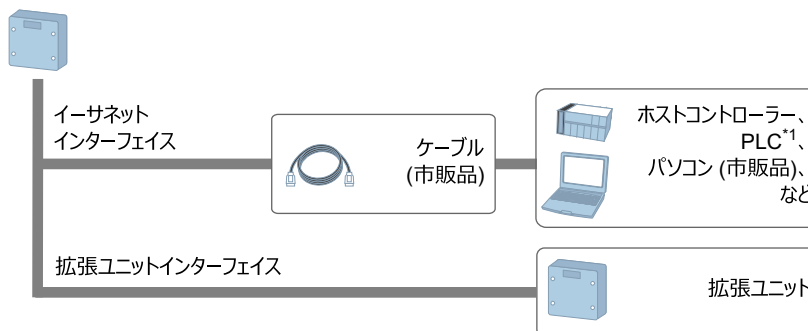 イーサネット
インターフェイス
ケーブル
(市販品)
ホストコントローラー、
PLC*1、
パソコン (市販品)、
など
拡張ユニットインターフェイス
拡張ユニット